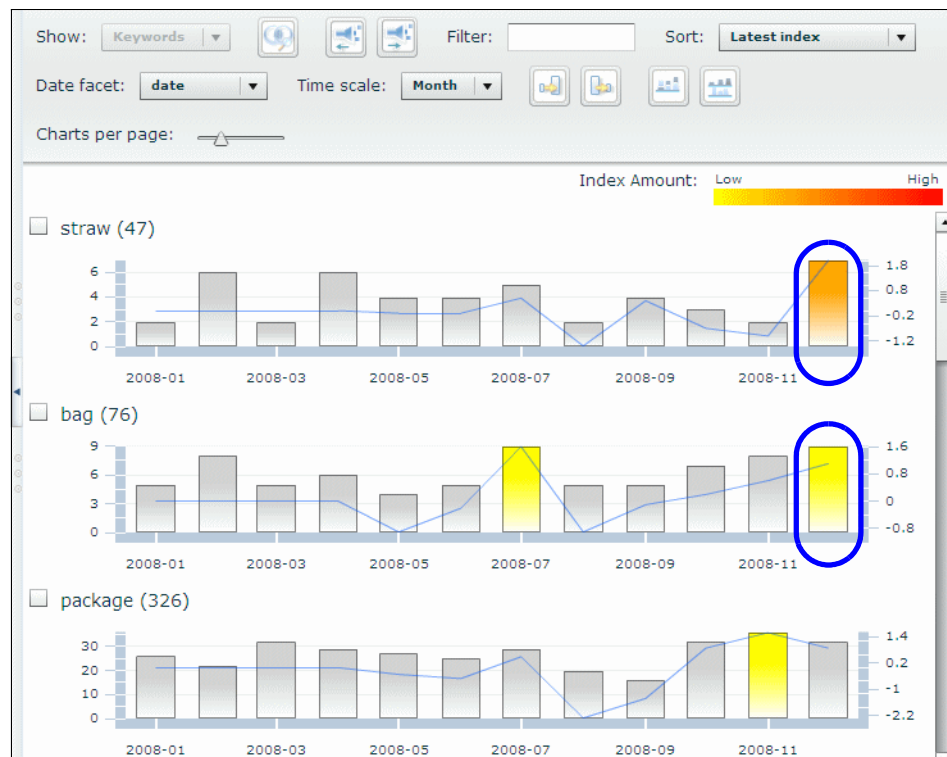 Show: Keywords Filter: Sort: Latest index
Date facet: date Time scale: Month
Charts per page:
Index Amount: Low High
straw (47)
6 1.8
4 0.8
2 -0.2
0 -1.2
2008-01 2008-03 2008-05 2008-07 2008-09 2008-11
bag (76)
9 1.6
6 0.8
3 0
0 -0.8
2008-01 2008-03 2008-05 2008-07 2008-09 2008-11
package (326)
30 1.4
20 0.2
10 -1
0 -2.2
2008-01 2008-03 2008-05 2008-07 2008-09 2008-11